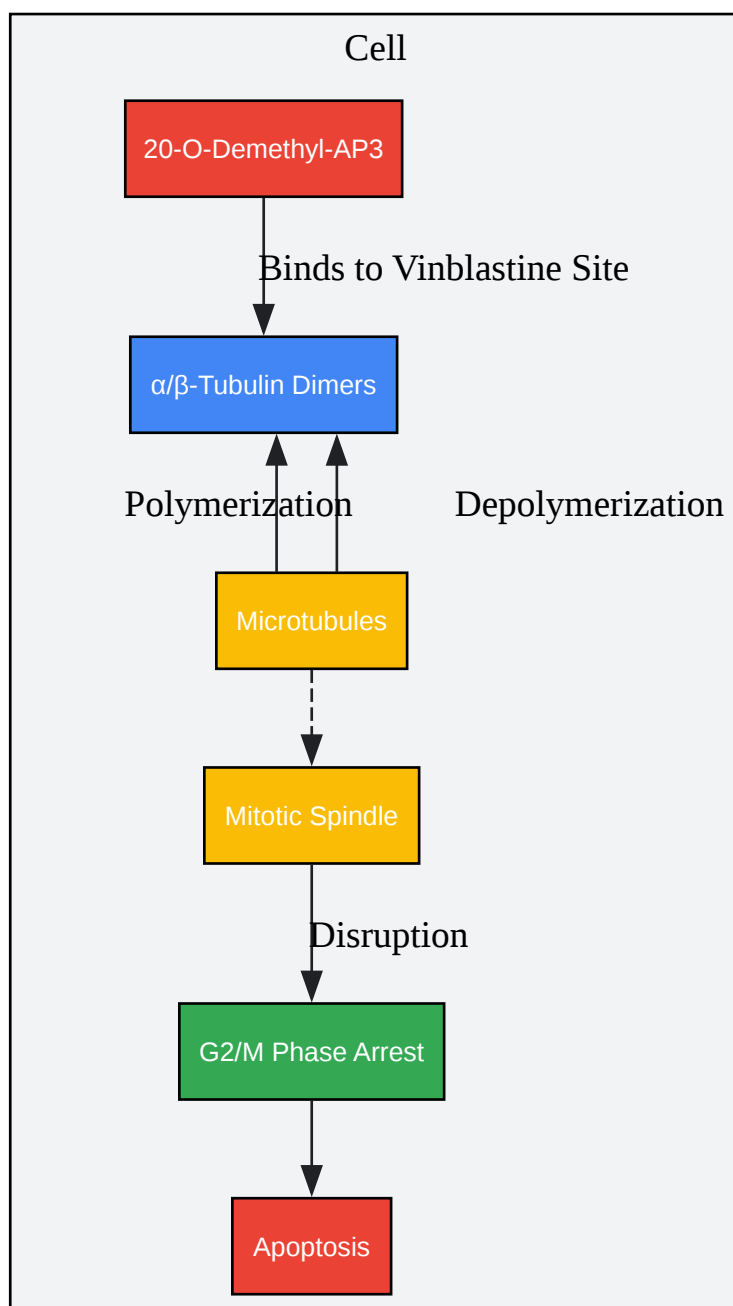 Cell
20-O-Demethyl-AP3
Binds to Vinblastine Site
α/β-Tubulin Dimers
Polymerization
Depolymerization
Microtubules
Mitotic Spindle
Disruption
G2/M Phase Arrest
Apoptosis